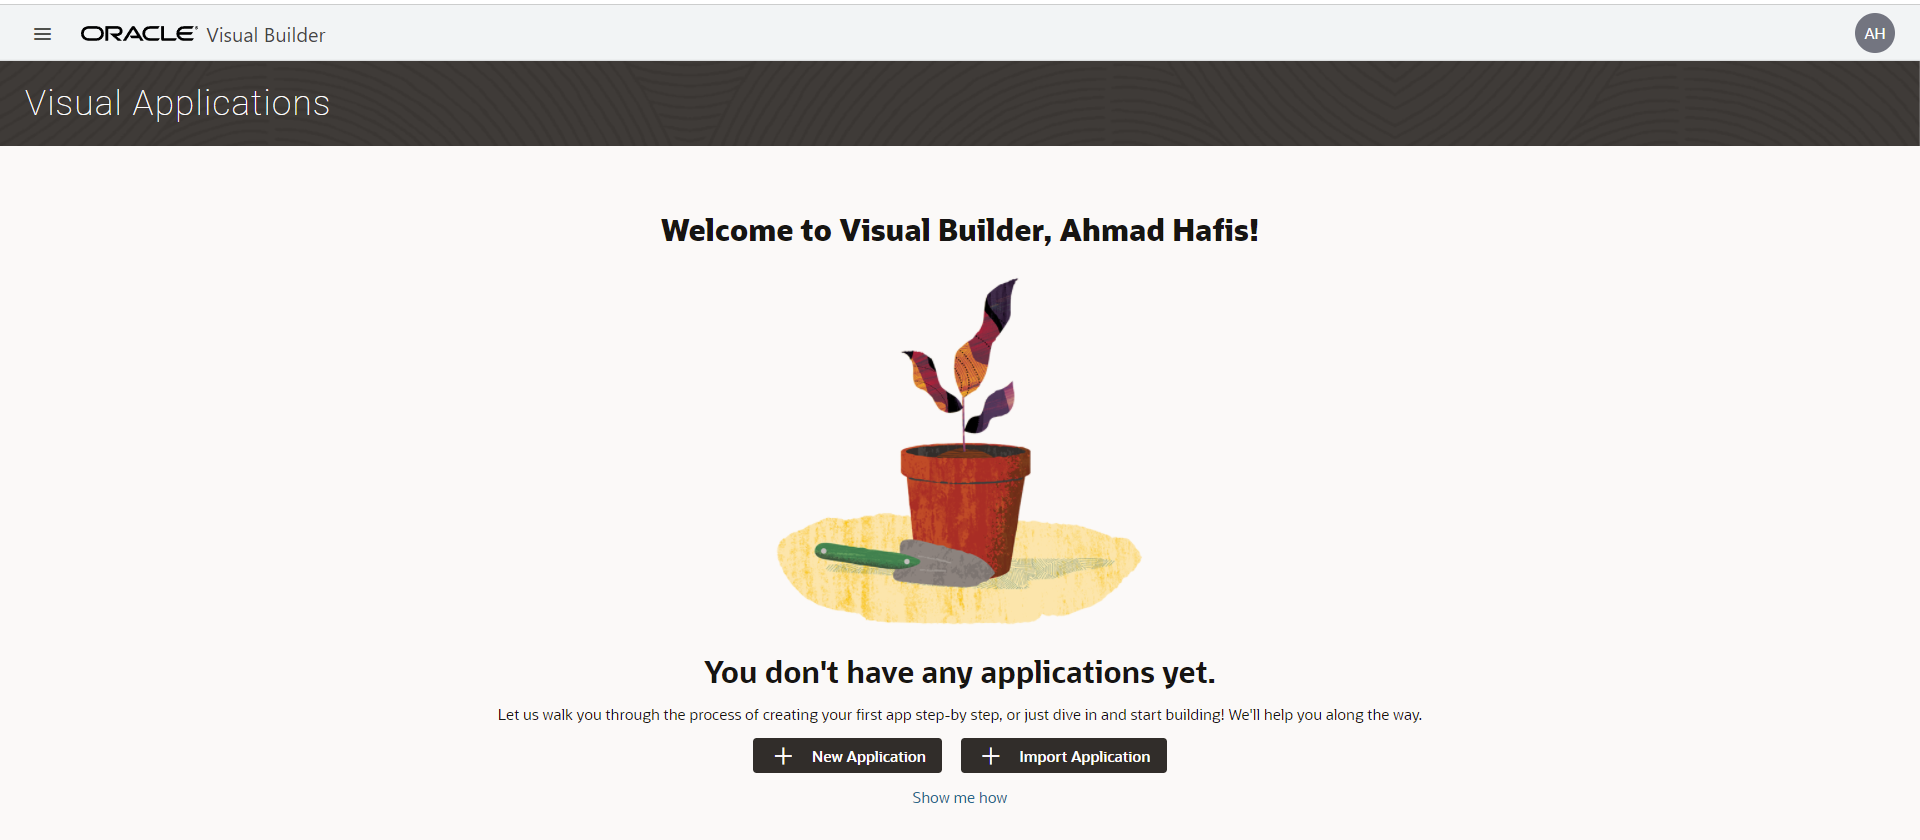 ORACLE Visual Builder
AH
Visual Applications
Welcome to Visual Builder, Ahmad Hafis!
You don't have any applications yet.
Let us walk you through the process of creating your first app step-by step, or just dive in and start building! We'll help you along the way.
New Application
Import Application
Show me how